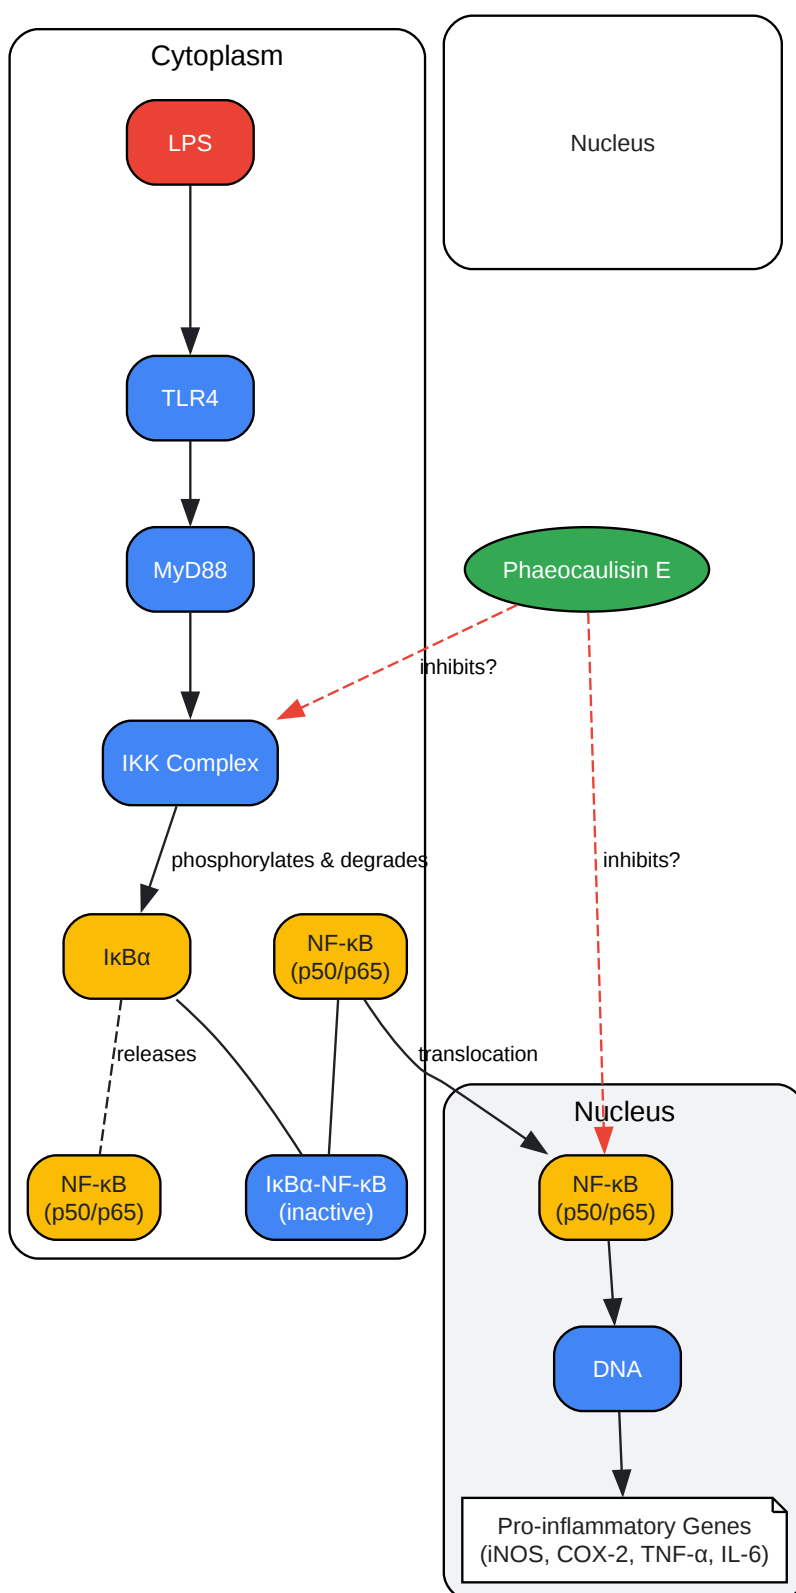 Cytoplasm
LPS
Nucleus
TLR4
MyD88
Phaeocaulisin E
inhibits?
IKK Complex
phosphorylates & degrades
inhibits?
IκBα
NF-κB
(p50/p65)
releases
translocation
Nucleus
NF-κB
(p50/p65)
IκBα-NF-κB
(inactive)
NF-κB
(p50/p65)
DNA
Pro-inflammatory Genes
(iNOS, COX-2, TNF-α, IL-6)